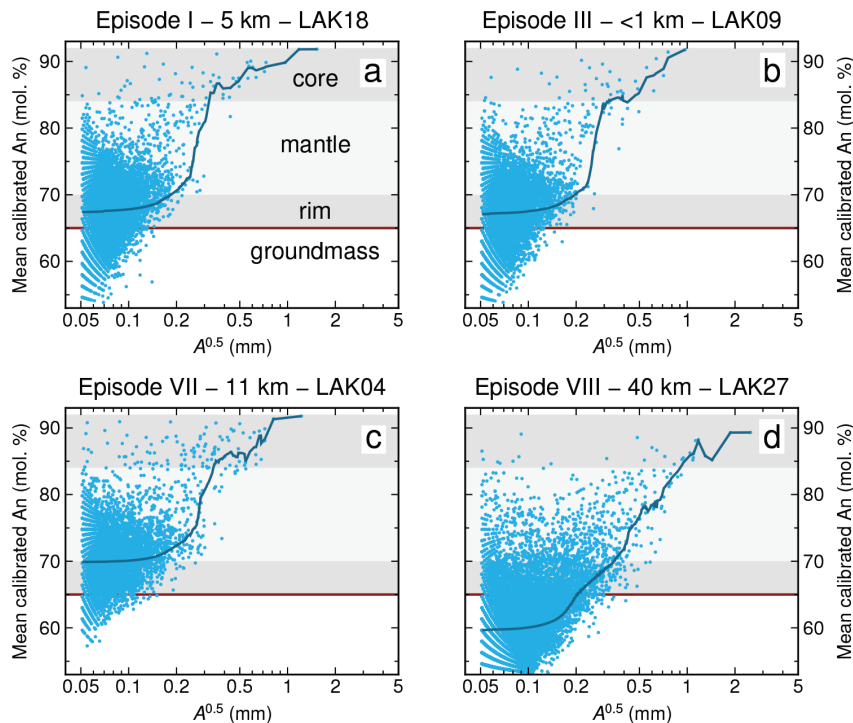 Episode I – 5 km – LAK18
Episode III – <1 km – LAK09
Mean calibrated An (mol. %)
90
80
70
60
a
core
mantle
rim
groundmass
0.05 0.1 0.2 0.5 1 2 5
A^0.5 (mm)
90
80
70
60
b
Mean calibrated An (mol. %)
0.05 0.1 0.2 0.5 1 2 5
A^0.5 (mm)
Episode VII – 11 km – LAK04
Episode VIII – 40 km – LAK27
Mean calibrated An (mol. %)
90
80
70
60
c
0.05 0.1 0.2 0.5 1 2 5
A^0.5 (mm)
90
80
70
60
d
Mean calibrated An (mol. %)
0.05 0.1 0.2 0.5 1 2 5
A^0.5 (mm)